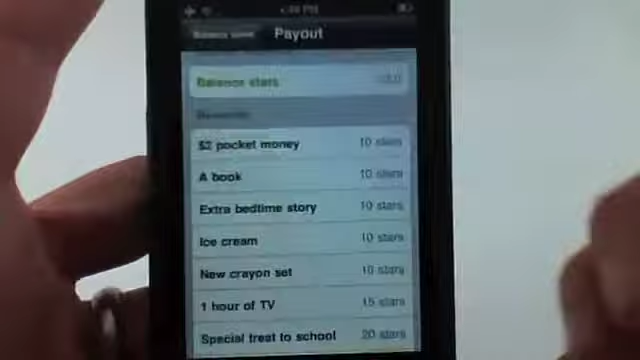 Payout
Balance stars
Rewards
$2 pocket money 10 stars
A book 10 stars
Extra bedtime story 10 stars
Ice cream 10 stars
New crayon set 10 stars
1 hour of TV 15 stars
Special treat to school 20 stars